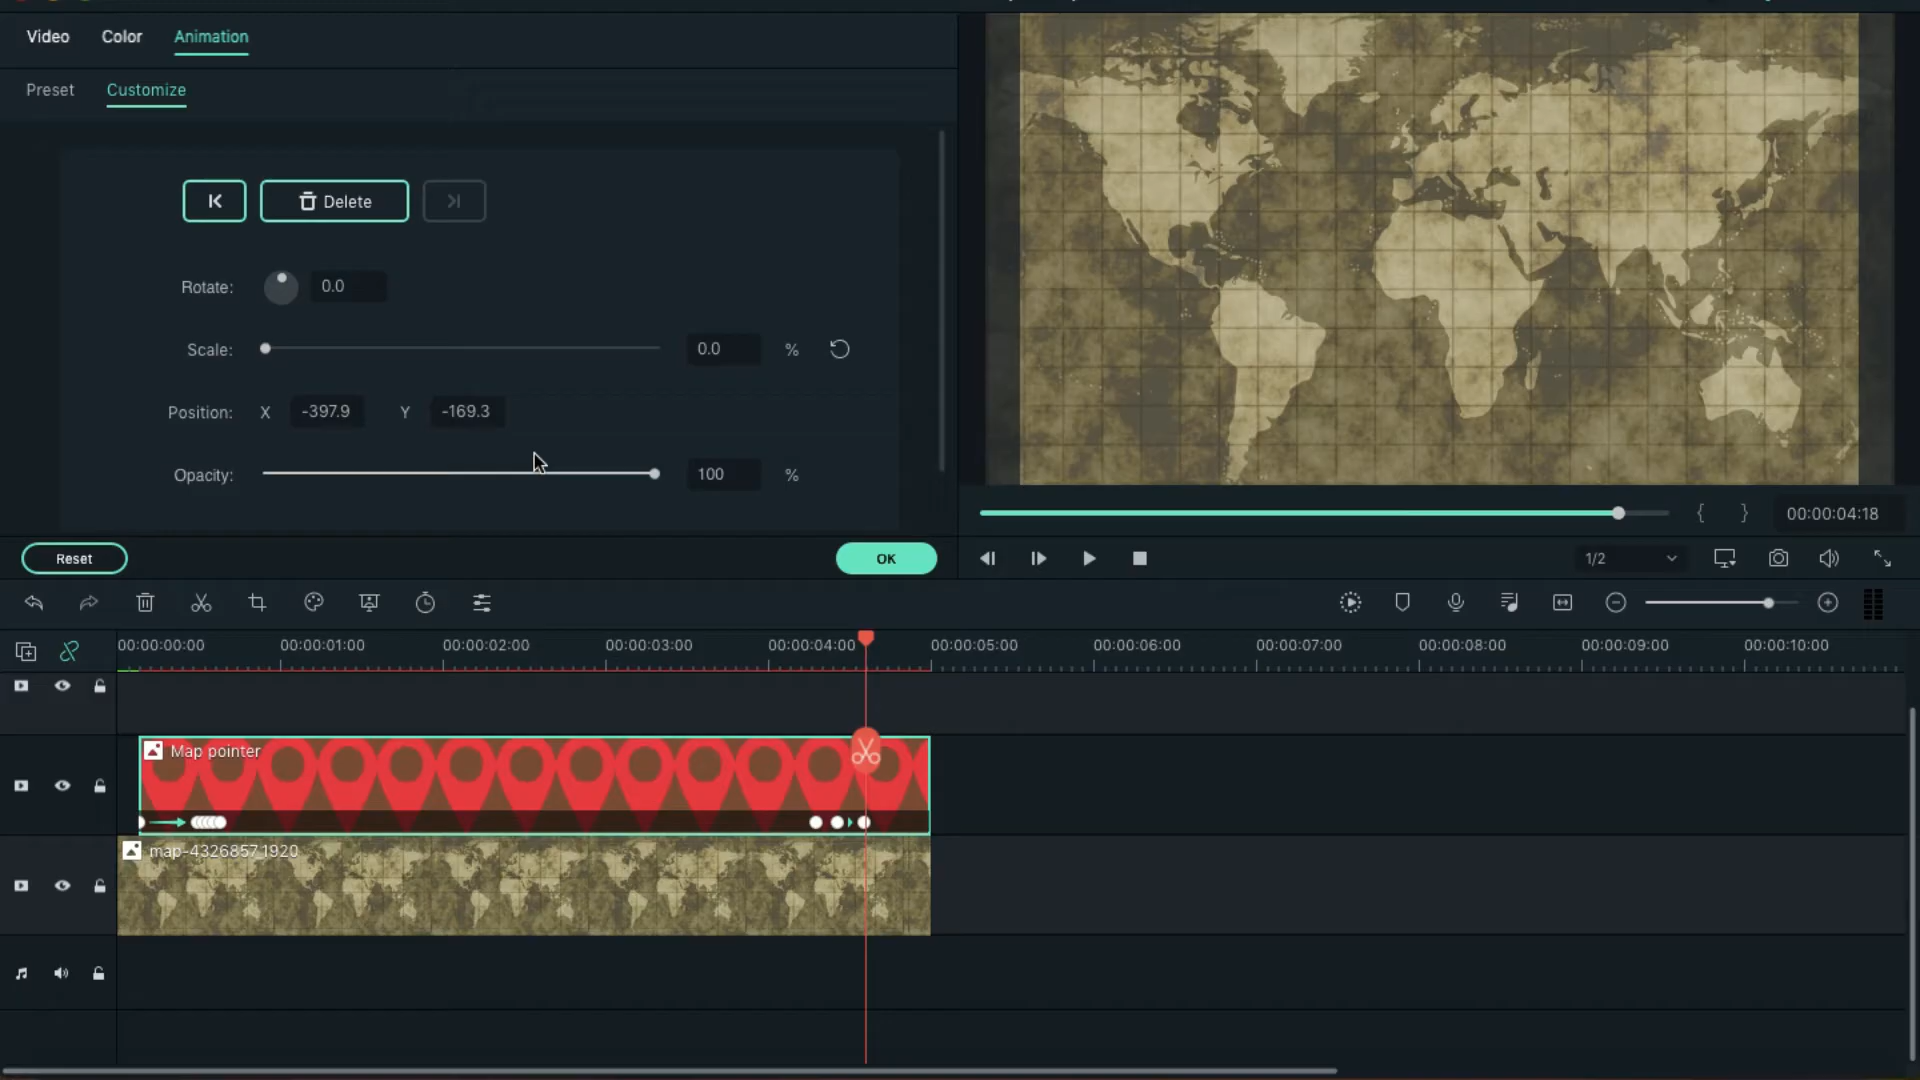 Video Color Animation
Preset Customize
Delete
Rotate: 0.0
Scale: 0.0 %
Position: X -397.9 Y -169.3
Opacity: 100 %
Reset OK
00:00:04:18
1/2
00:00:00:00 00:00:01:00 00:00:02:00 00:00:03:00 00:00:04:00 00:00:05:00 00:00:06:00 00:00:07:00 00:00:08:00 00:00:09:00 00:00:10:00
Map pointer
map-43268571920